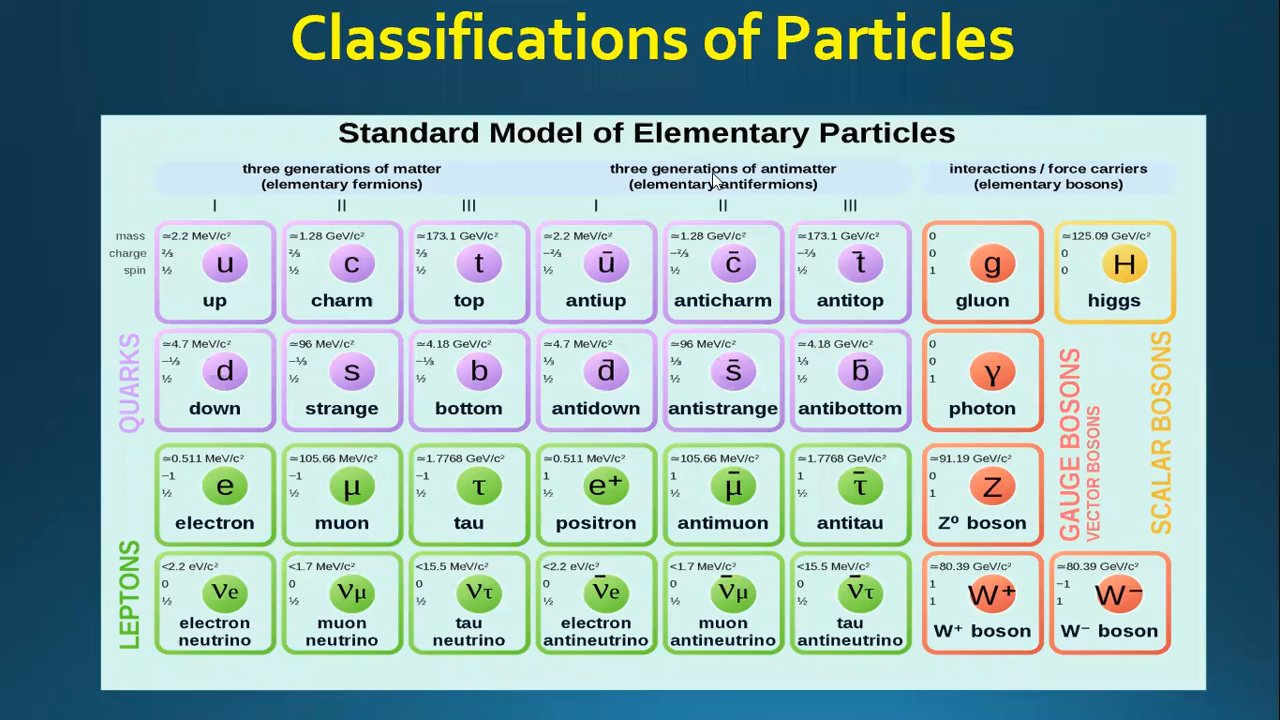 Classifications of Particles
Standard Model of Elementary Particles
three generations of matter
(elementary fermions)
three generations of antimatter
(elementary antifermions)
interactions / force carriers
(elementary bosons)
I
II
III
I
II
III
mass
charge
spin
≃2.2 MeV/c²
⅔
½
u
up
≃1.28 GeV/c²
⅔
½
c
charm
≃173.1 GeV/c²
⅔
½
t
top
≃2.2 MeV/c²
−⅔
½
ū
antiup
≃1.28 GeV/c²
−⅔
½
c̄
anticharm
≃173.1 GeV/c²
−⅔
½
t̄
antitop
0
0
1
g
gluon
≃125.09 GeV/c²
0
0
H
higgs
QUARKS
≃4.7 MeV/c²
−⅓
½
d
down
≃96 MeV/c²
−⅓
½
s
strange
≃4.18 GeV/c²
−⅓
½
b
bottom
≃4.7 MeV/c²
⅓
½
d̄
antidown
≃96 MeV/c²
⅓
½
s̄
antistrange
≃4.18 GeV/c²
⅓
½
b̄
antibottom
0
0
1
γ
photon
GAUGE BOSONS
VECTOR BOSONS
SCALAR BOSONS
LEPTONS
≃0.511 MeV/c²
−1
½
e
electron
≃105.66 MeV/c²
−1
½
μ
muon
≃1.7768 GeV/c²
−1
½
τ
tau
≃0.511 MeV/c²
1
½
e⁺
positron
≃105.66 MeV/c²
1
½
μ̄
antimuon
≃1.7768 GeV/c²
1
½
τ̄
antitau
≃91.19 GeV/c²
0
1
Z
Z⁰ boson
<2.2 eV/c²
0
½
νe
electron
neutrino
<1.7 MeV/c²
0
½
νμ
muon
neutrino
<15.5 MeV/c²
0
½
ντ
tau
neutrino
<2.2 eV/c²
0
½
ν̄e
electron
antineutrino
<1.7 MeV/c²
0
½
ν̄μ
muon
antineutrino
<15.5 MeV/c²
0
½
ν̄τ
tau
antineutrino
≃80.39 GeV/c²
1
1
W⁺
W⁺ boson
≃80.39 GeV/c²
−1
1
W⁻
W⁻ boson